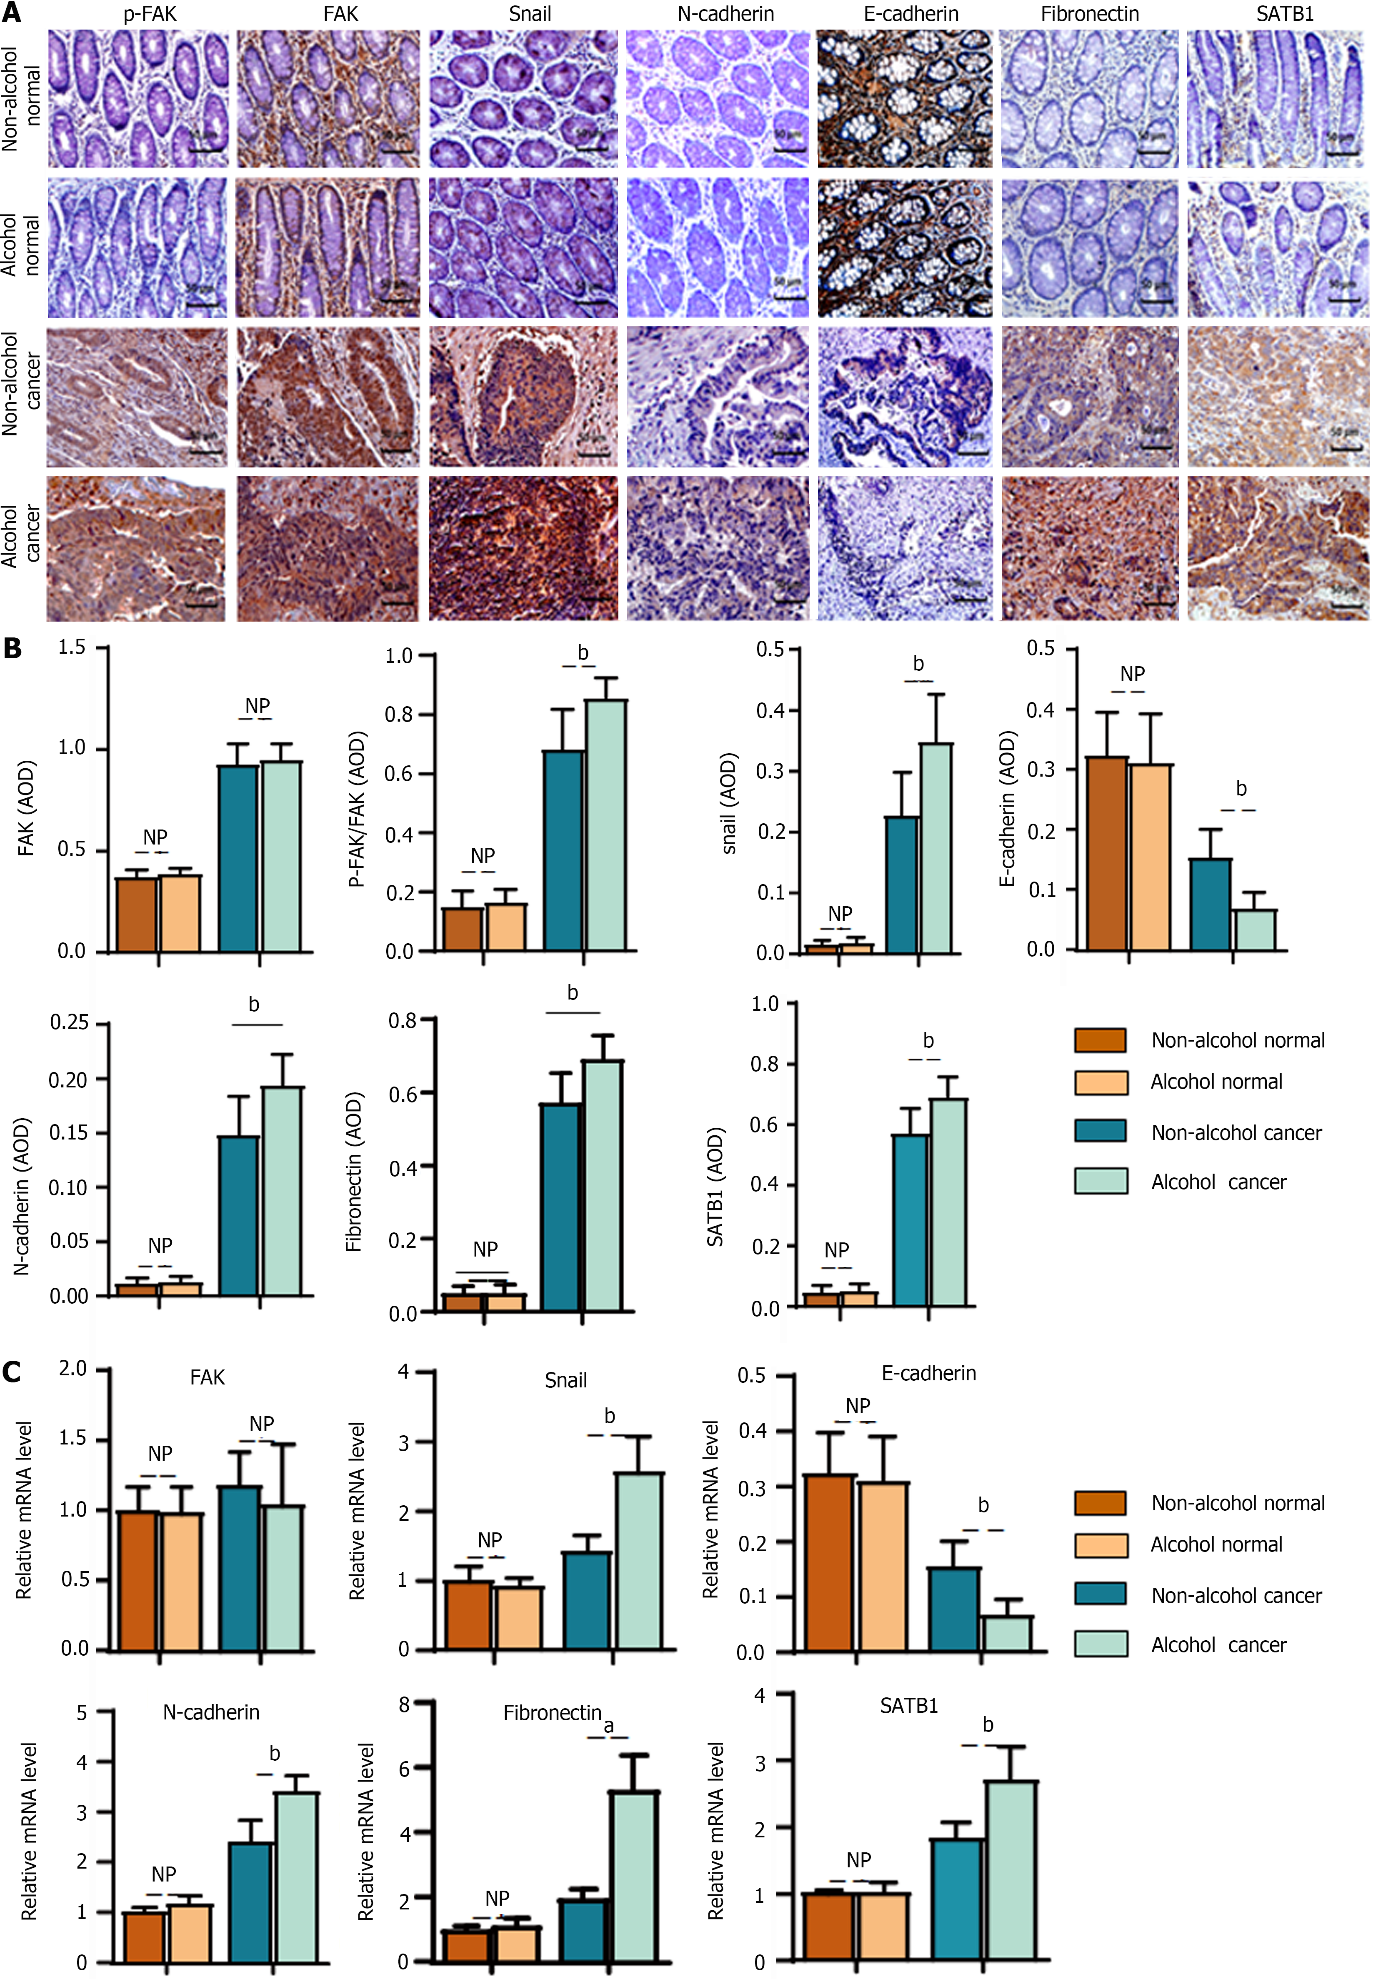 A
p-FAK FAK Snail N-cadherin E-cadherin Fibronectin SATB1
Non-alcohol
normal
Alcohol
normal
Non-alcohol
cancer
Alcohol
cancer
50 μm
B
FAK (AOD)
1.5
1.0
0.5
0.0
NP
NP
P-FAK/FAK (AOD)
1.0
0.8
0.6
0.4
0.2
0.0
NP
b
snail (AOD)
0.5
0.4
0.3
0.2
0.1
0.0
NP
b
E-cadherin (AOD)
0.5
0.4
0.3
0.2
0.1
0.0
NP
b
N-cadherin (AOD)
0.25
0.20
0.15
0.10
0.05
0.00
NP
b
Fibronectin (AOD)
0.8
0.6
0.4
0.2
0.0
NP
b
SATB1 (AOD)
1.0
0.8
0.6
0.4
0.2
0.0
NP
b
Non-alcohol normal
Alcohol normal
Non-alcohol cancer
Alcohol cancer
C
FAK
Relative mRNA level
2.0
1.5
1.0
0.5
0.0
NP
NP
Snail
Relative mRNA level
4
3
2
1
0
NP
b
E-cadherin
Relative mRNA level
0.5
0.4
0.3
0.2
0.1
0.0
NP
b
Non-alcohol normal
Alcohol normal
Non-alcohol cancer
Alcohol cancer
N-cadherin
Relative mRNA level
5
4
3
2
1
0
NP
b
Fibronectin
Relative mRNA level
8
6
4
2
0
NP
a
SATB1
Relative mRNA level
4
3
2
1
0
NP
b